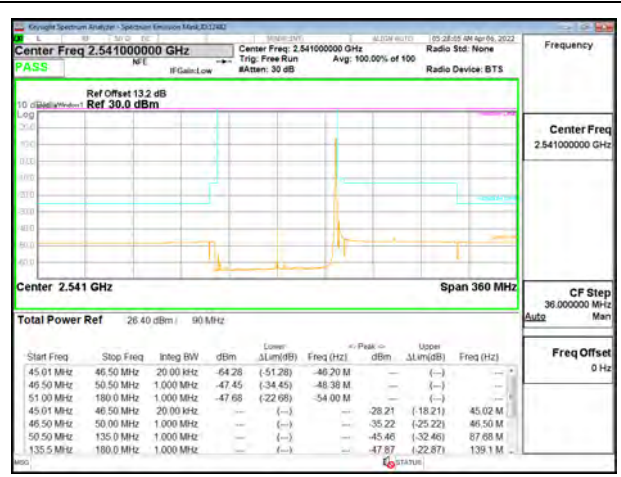 Keysight Spectrum Analyzer - Spectrum Emission Mask
05:28:05 AM Apr 06, 2022
Center Freq 2.541000000 GHz
Center Freq: 2.541000000 GHz
Radio Std: None
Frequency
PASS
NFE
Trig: Free Run
Avg: 100.00% of 100
IFGain:Low
#Atten: 30 dB
Radio Device: BTS
Ref Offset 13.2 dB
Ref 30.0 dBm
Log
Center Freq
2.541000000 GHz
Center 2.541 GHz
Span 360 MHz
CF Step
36.000000 MHz
Auto Man
Total Power Ref 26.40 dBm / 90 MHz
Freq Offset
0 Hz
Lower <- Peak -> Upper
Start Freq Stop Freq Integ BW dBm ΔLim(dB) Freq (Hz) dBm ΔLim(dB) Freq (Hz)
45.01 MHz 46.50 MHz 20.00 kHz -64.28 (-51.28) -46.20 M --- (---) ---
46.50 MHz 50.50 MHz 1.000 MHz -47.45 (-34.45) -48.38 M --- (---) ---
51.00 MHz 180.0 MHz 1.000 MHz -47.68 (-22.68) -54.00 M --- (---) ---
45.01 MHz 46.50 MHz 20.00 kHz --- (---) --- -28.21 (-18.21) 45.02 M
46.50 MHz 50.00 MHz 1.000 MHz --- (---) --- -35.22 (-25.22) 46.50 M
50.50 MHz 135.0 MHz 1.000 MHz --- (---) --- -45.46 (-32.46) 87.68 M
135.5 MHz 180.0 MHz 1.000 MHz --- (---) --- -47.87 (-22.87) 139.1 M
MSG
STATUS